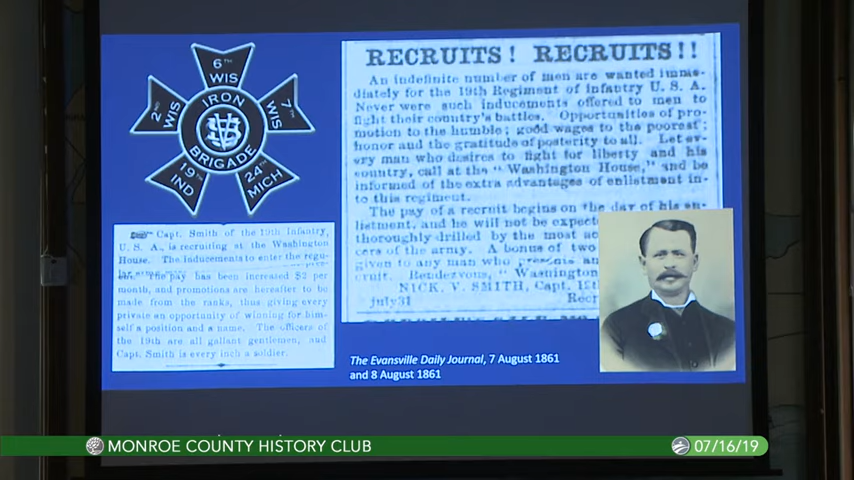 6TH
WIS
2ND
WIS
7TH
WIS
IRON
BRIGADE
19TH
IND
24TH
MICH
Capt. Smith of the 19th Infantry,
U. S. A., is recruiting at the Washington
House. The inducements to enter the regu-
The pay has been increased $2 per
month, and promotions are hereafter to be
made from the ranks, thus giving every
private an opportunity of winning for him-
self a position and a name. The officers of
the 19th are all gallant gentlemen, and
Capt. Smith is every inch a soldier.
RECRUITS! RECRUITS!!
An indefinite number of men are wanted imme-
diately for the 19th Regiment of Infantry U. S. A.
Never were such inducements offered to men to
fight their country's battles. Opportunities of pro-
motion to the humble; good wages to the poorest;
honor and the gratitude of posterity to all. Let ev-
ery man who desires to fight for liberty and his
country, call at the "Washington House," and be
informed of the extra advantages of enlistment in-
to this regiment.
The pay of a recruit begins on the day of his en-
listment, and he will not be expect
thoroughly drilled by the most ac
cers of the army. A bonus of two
given to any man who presents an
cruit. Rendezvous, "Washington
NICK. V. SMITH, Capt.
july31 Recr
The Evansville Daily Journal, 7 August 1861
and 8 August 1861
MONROE COUNTY HISTORY CLUB
07/16/19